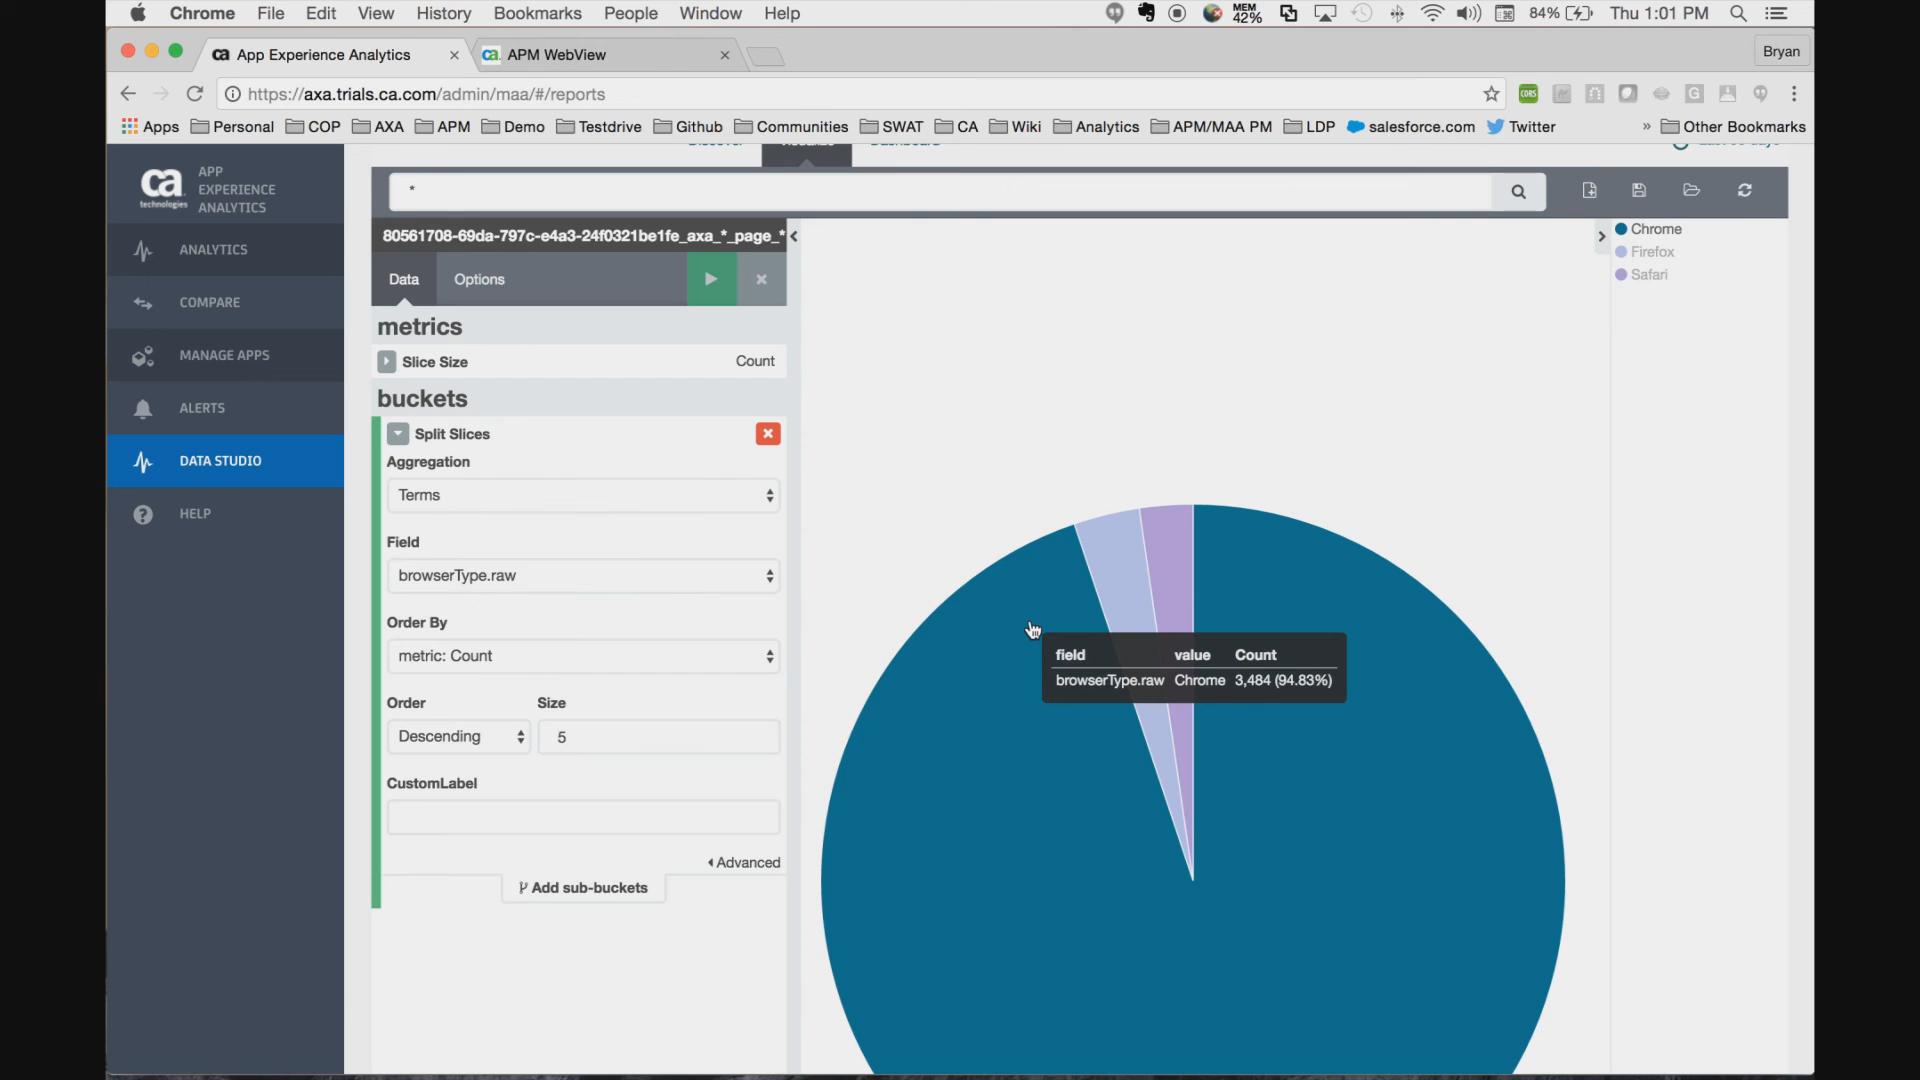 Chrome File Edit View History Bookmarks People Window Help MEM 42% 84% Thu 1:01 PM
ca App Experience Analytics × ca APM WebView × Bryan
https://axa.trials.ca.com/admin/maa/#/reports CORS G
Apps Personal COP AXA APM Demo Testdrive Github Communities SWAT CA Wiki Analytics APM/MAA PM LDP salesforce.com Twitter » Other Bookmarks
ca technologies
APP
EXPERIENCE
ANALYTICS
ANALYTICS
COMPARE
MANAGE APPS
ALERTS
DATA STUDIO
HELP
*
80561708-69da-797c-e4a3-24f0321be1fe_axa_*_page_*
Data Options
metrics
Slice Size Count
buckets
Split Slices
Aggregation
Terms
Field
browserType.raw
Order By
metric: Count
Order Size
Descending 5
CustomLabel
Advanced
Add sub-buckets
Chrome
Firefox
Safari
field value Count
browserType.raw Chrome 3,484 (94.83%)